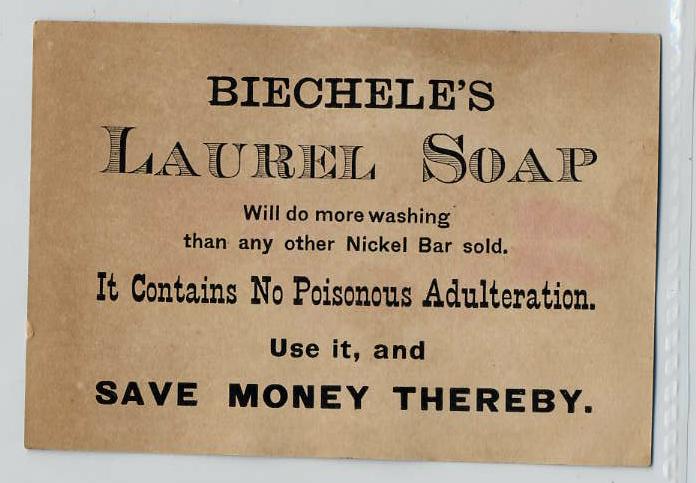 BIECHELE'S
LAUREL SOAP
Will do more washing
than any other Nickel Bar sold.
It Contains No Poisonous Adulteration.
Use it, and
SAVE MONEY THEREBY.